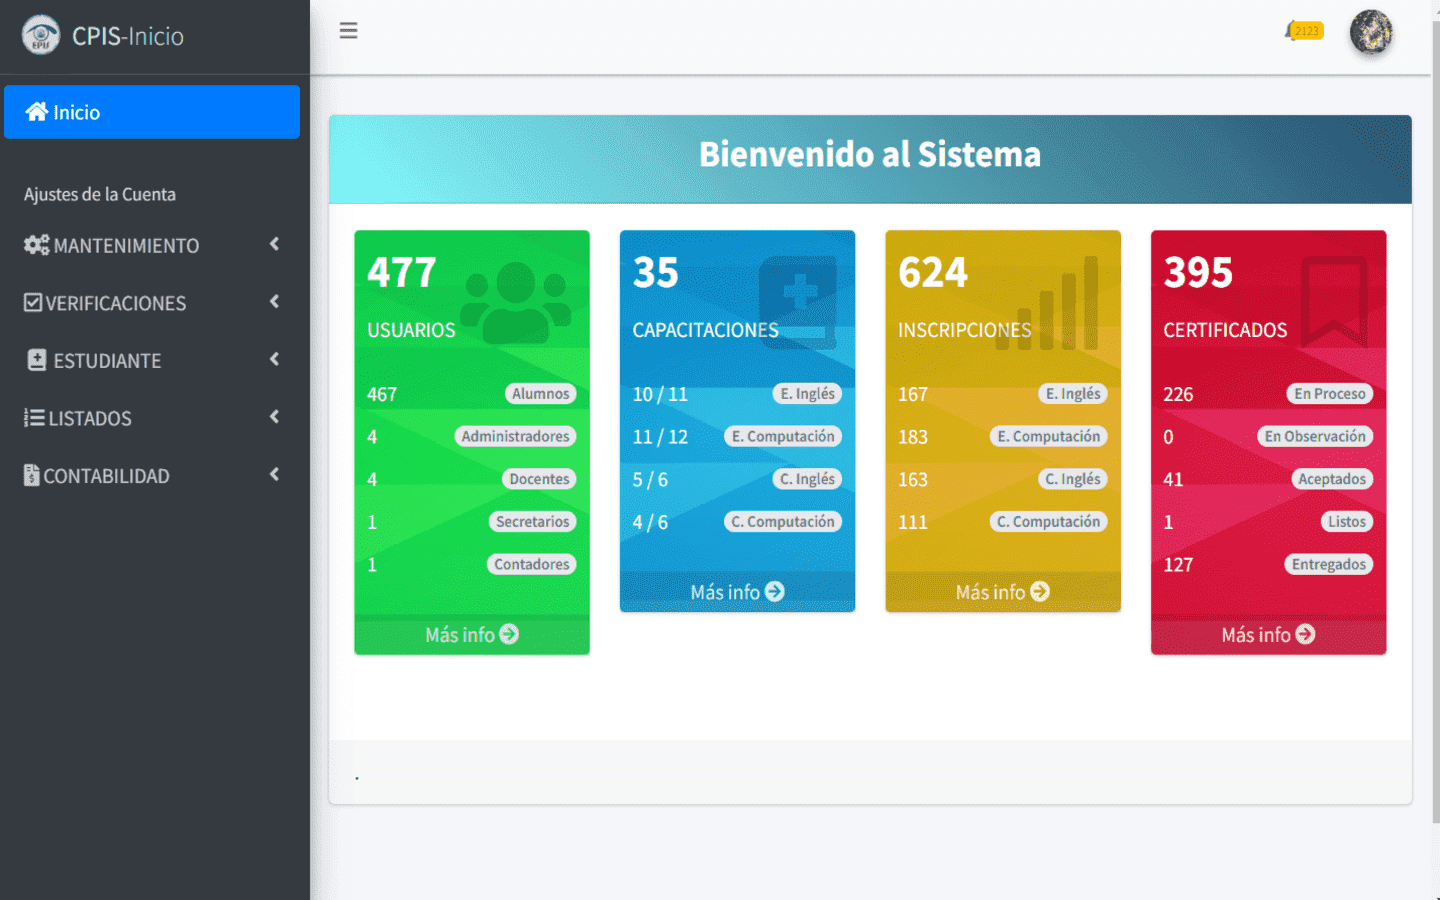 CPIS-Inicio
2123
Inicio
Ajustes de la Cuenta
MANTENIMIENTO
VERIFICACIONES
ESTUDIANTE
LISTADOS
CONTABILIDAD
Bienvenido al Sistema
477
USUARIOS
467 Alumnos
4 Administradores
4 Docentes
1 Secretarios
1 Contadores
Más info
35
CAPACITACIONES
10 / 11 E. Inglés
11 / 12 E. Computación
5 / 6 C. Inglés
4 / 6 C. Computación
Más info
624
INSCRIPCIONES
167 E. Inglés
183 E. Computación
163 C. Inglés
111 C. Computación
Más info
395
CERTIFICADOS
226 En Proceso
0 En Observación
41 Aceptados
1 Listos
127 Entregados
Más info
.